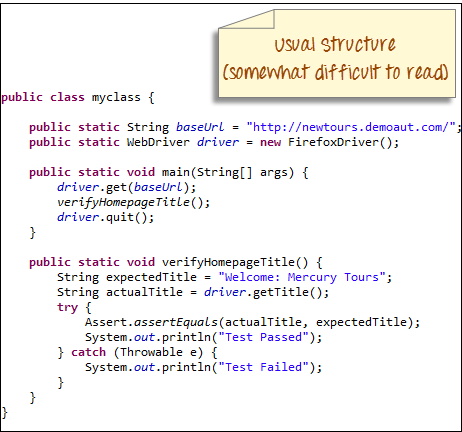 Usual Structure
(somewhat difficult to read)
public class myclass {
    public static String baseUrl = "http://newtours.demoaut.com/";
    public static WebDriver driver = new FirefoxDriver();
    public static void main(String[] args) {
        driver.get(baseUrl);
        verifyHomepageTitle();
        driver.quit();
    }
    public static void verifyHomepageTitle() {
        String expectedTitle = "Welcome: Mercury Tours";
        String actualTitle = driver.getTitle();
        try {
            Assert.assertEquals(actualTitle, expectedTitle);
            System.out.println("Test Passed");
        } catch (Throwable e) {
            System.out.println("Test Failed");
        }
    }
}